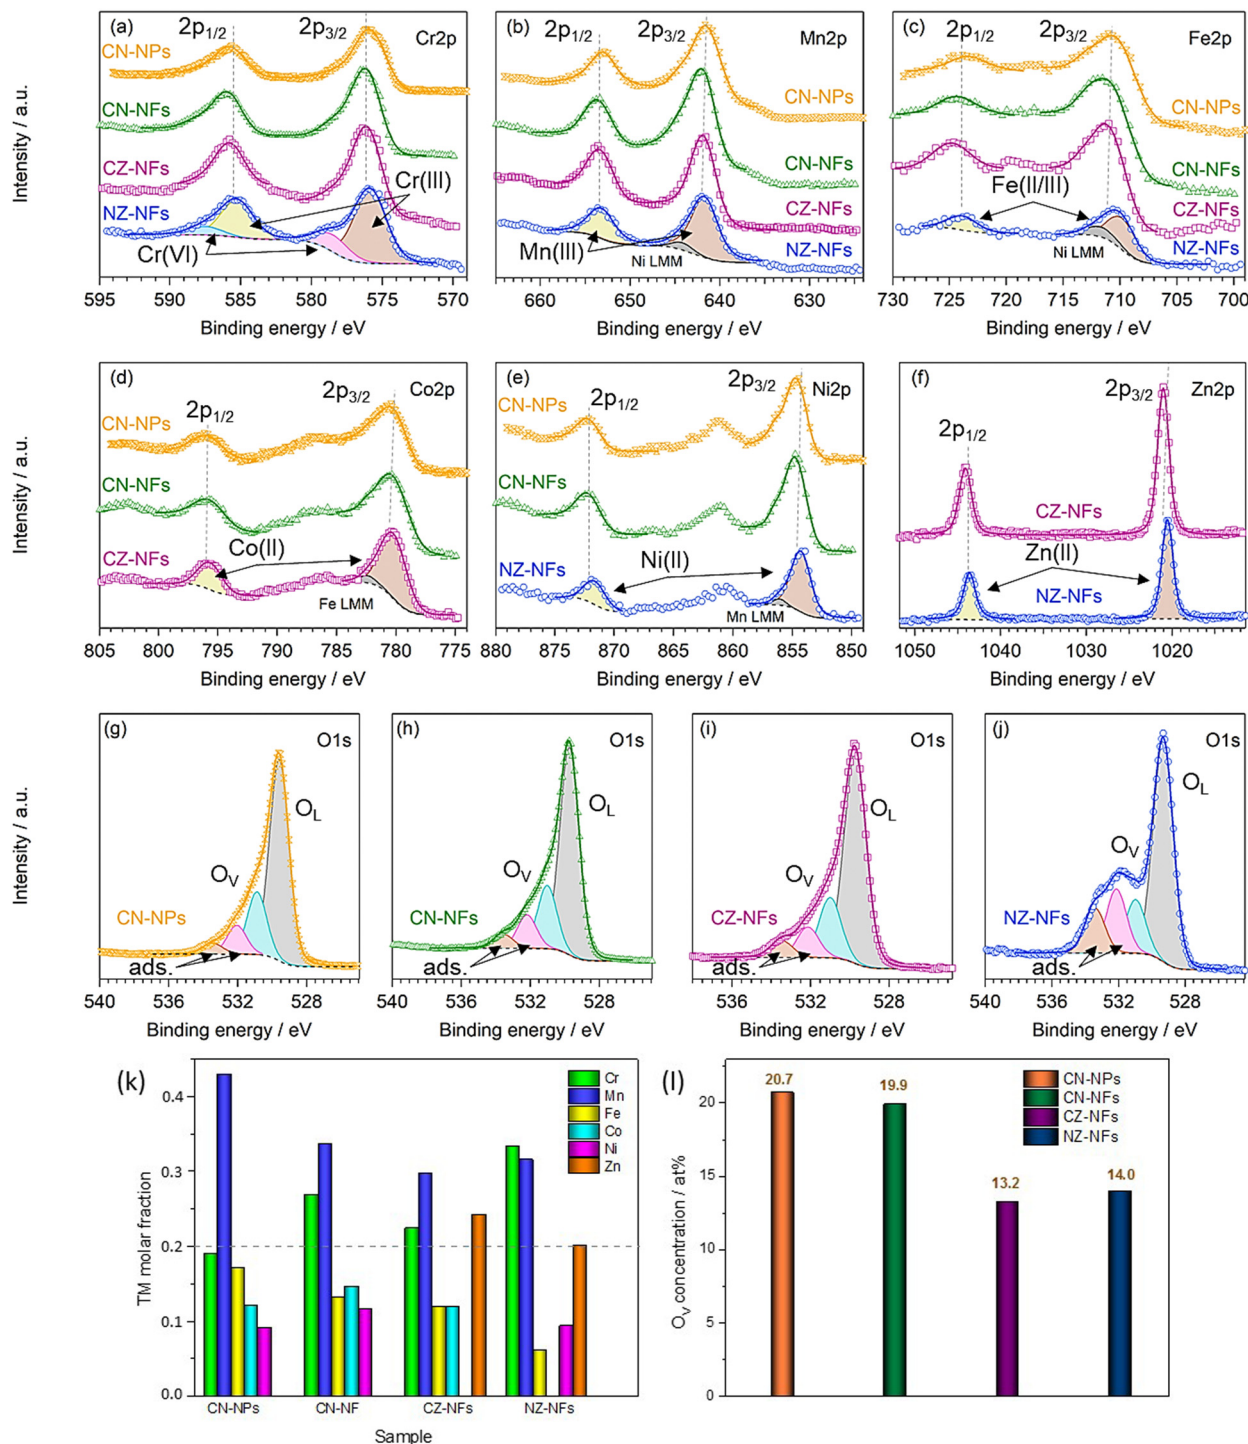 (a) 2p1/2 2p3/2 Cr2p
CN-NPs
CN-NFs
CZ-NFs
Cr(III)
NZ-NFs
Cr(VI)
595 590 585 580 575 570
Binding energy / eV
Intensity / a.u.
(b) 2p1/2 2p3/2 Mn2p
CN-NPs
CN-NFs
CZ-NFs
Mn(III)
Ni LMM
NZ-NFs
660 650 640 630
Binding energy / eV
(c) 2p1/2 2p3/2 Fe2p
CN-NPs
CN-NFs
Fe(II/III)
CZ-NFs
Ni LMM
NZ-NFs
730 725 720 715 710 705 700
Binding energy / eV
(d) Co2p
2p3/2
2p1/2
CN-NPs
CN-NFs
CZ-NFs
Co(II)
Fe LMM
805 800 795 790 785 780 775
Binding energy / eV
Intensity / a.u.
(e) Ni2p
2p3/2
2p1/2
CN-NPs
CN-NFs
NZ-NFs
Ni(II)
Mn LMM
880 875 870 865 860 855 850
Binding energy / eV
(f) 2p3/2 Zn2p
2p1/2
CZ-NFs
Zn(II)
NZ-NFs
1050 1040 1030 1020
Binding energy / eV
(g) O1s
OL
OV
CN-NPs
ads.
540 536 532 528
Binding energy / eV
Intensity / a.u.
(h) O1s
OL
OV
CN-NFs
ads.
540 536 532 528
Binding energy / eV
(i) O1s
OL
OV
CZ-NFs
ads.
536 532 528
Binding energy / eV
(j) O1s
OL
OV
NZ-NFs
ads.
540 536 532 528
Binding energy / eV
(k)
Cr
Mn
Fe
Co
Ni
Zn
0.4
0.3
0.2
0.1
0.0
TM molar fraction
CN-NPs CN-NF CZ-NFs NZ-NFs
Sample
(l)
CN-NPs
CN-NFs
CZ-NFs
NZ-NFs
20.7 19.9 13.2 14.0
20
15
10
5
0
OV concentration / at%